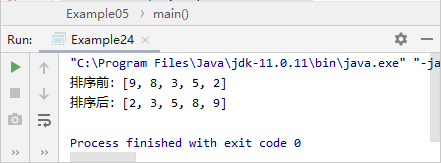 Example05 › main()
Run: Example24 ×
"C:\Program Files\Java\jdk-11.0.11\bin\java.exe" "-ja
排序前: [9, 8, 3, 5, 2]
排序后: [2, 3, 5, 8, 9]
Process finished with exit code 0